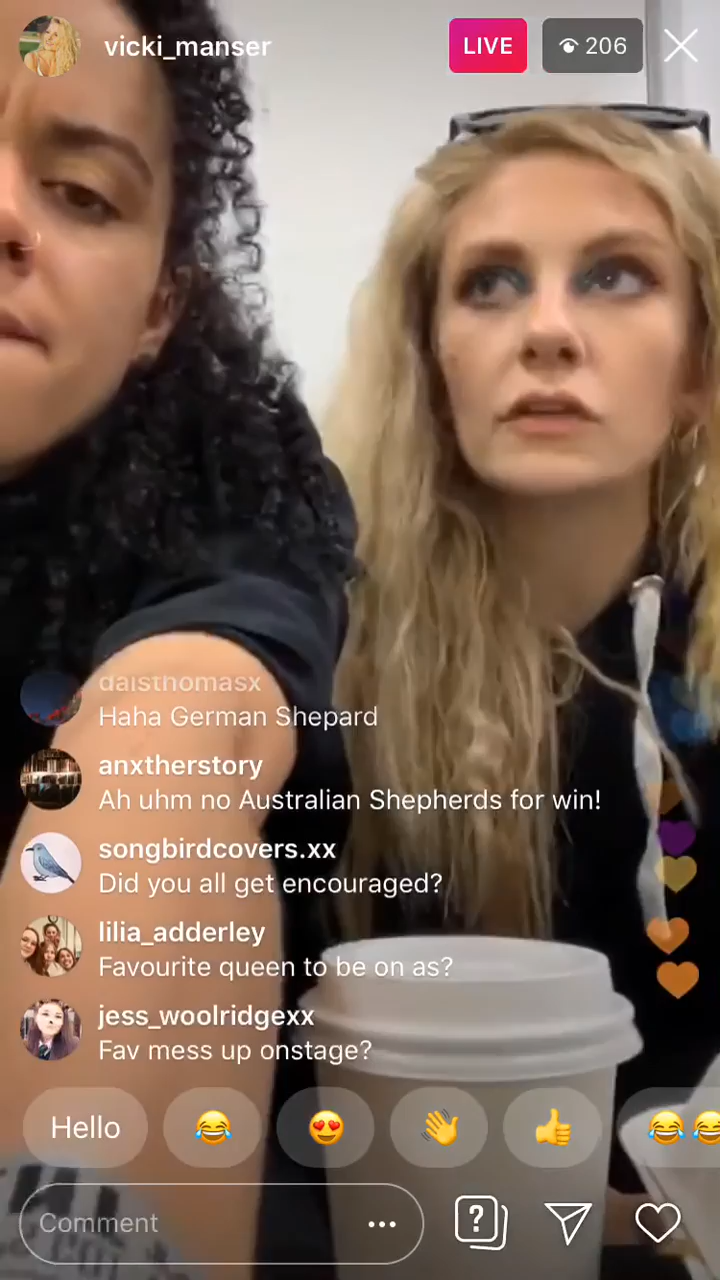 vicki_manser
LIVE
206
daisthomasx
Haha German Shepard
anxtherstory
Ah uhm no Australian Shepherds for win!
songbirdcovers.xx
Did you all get encouraged?
lilia_adderley
Favourite queen to be on as?
jess_woolridgexx
Fav mess up onstage?
Hello
Comment